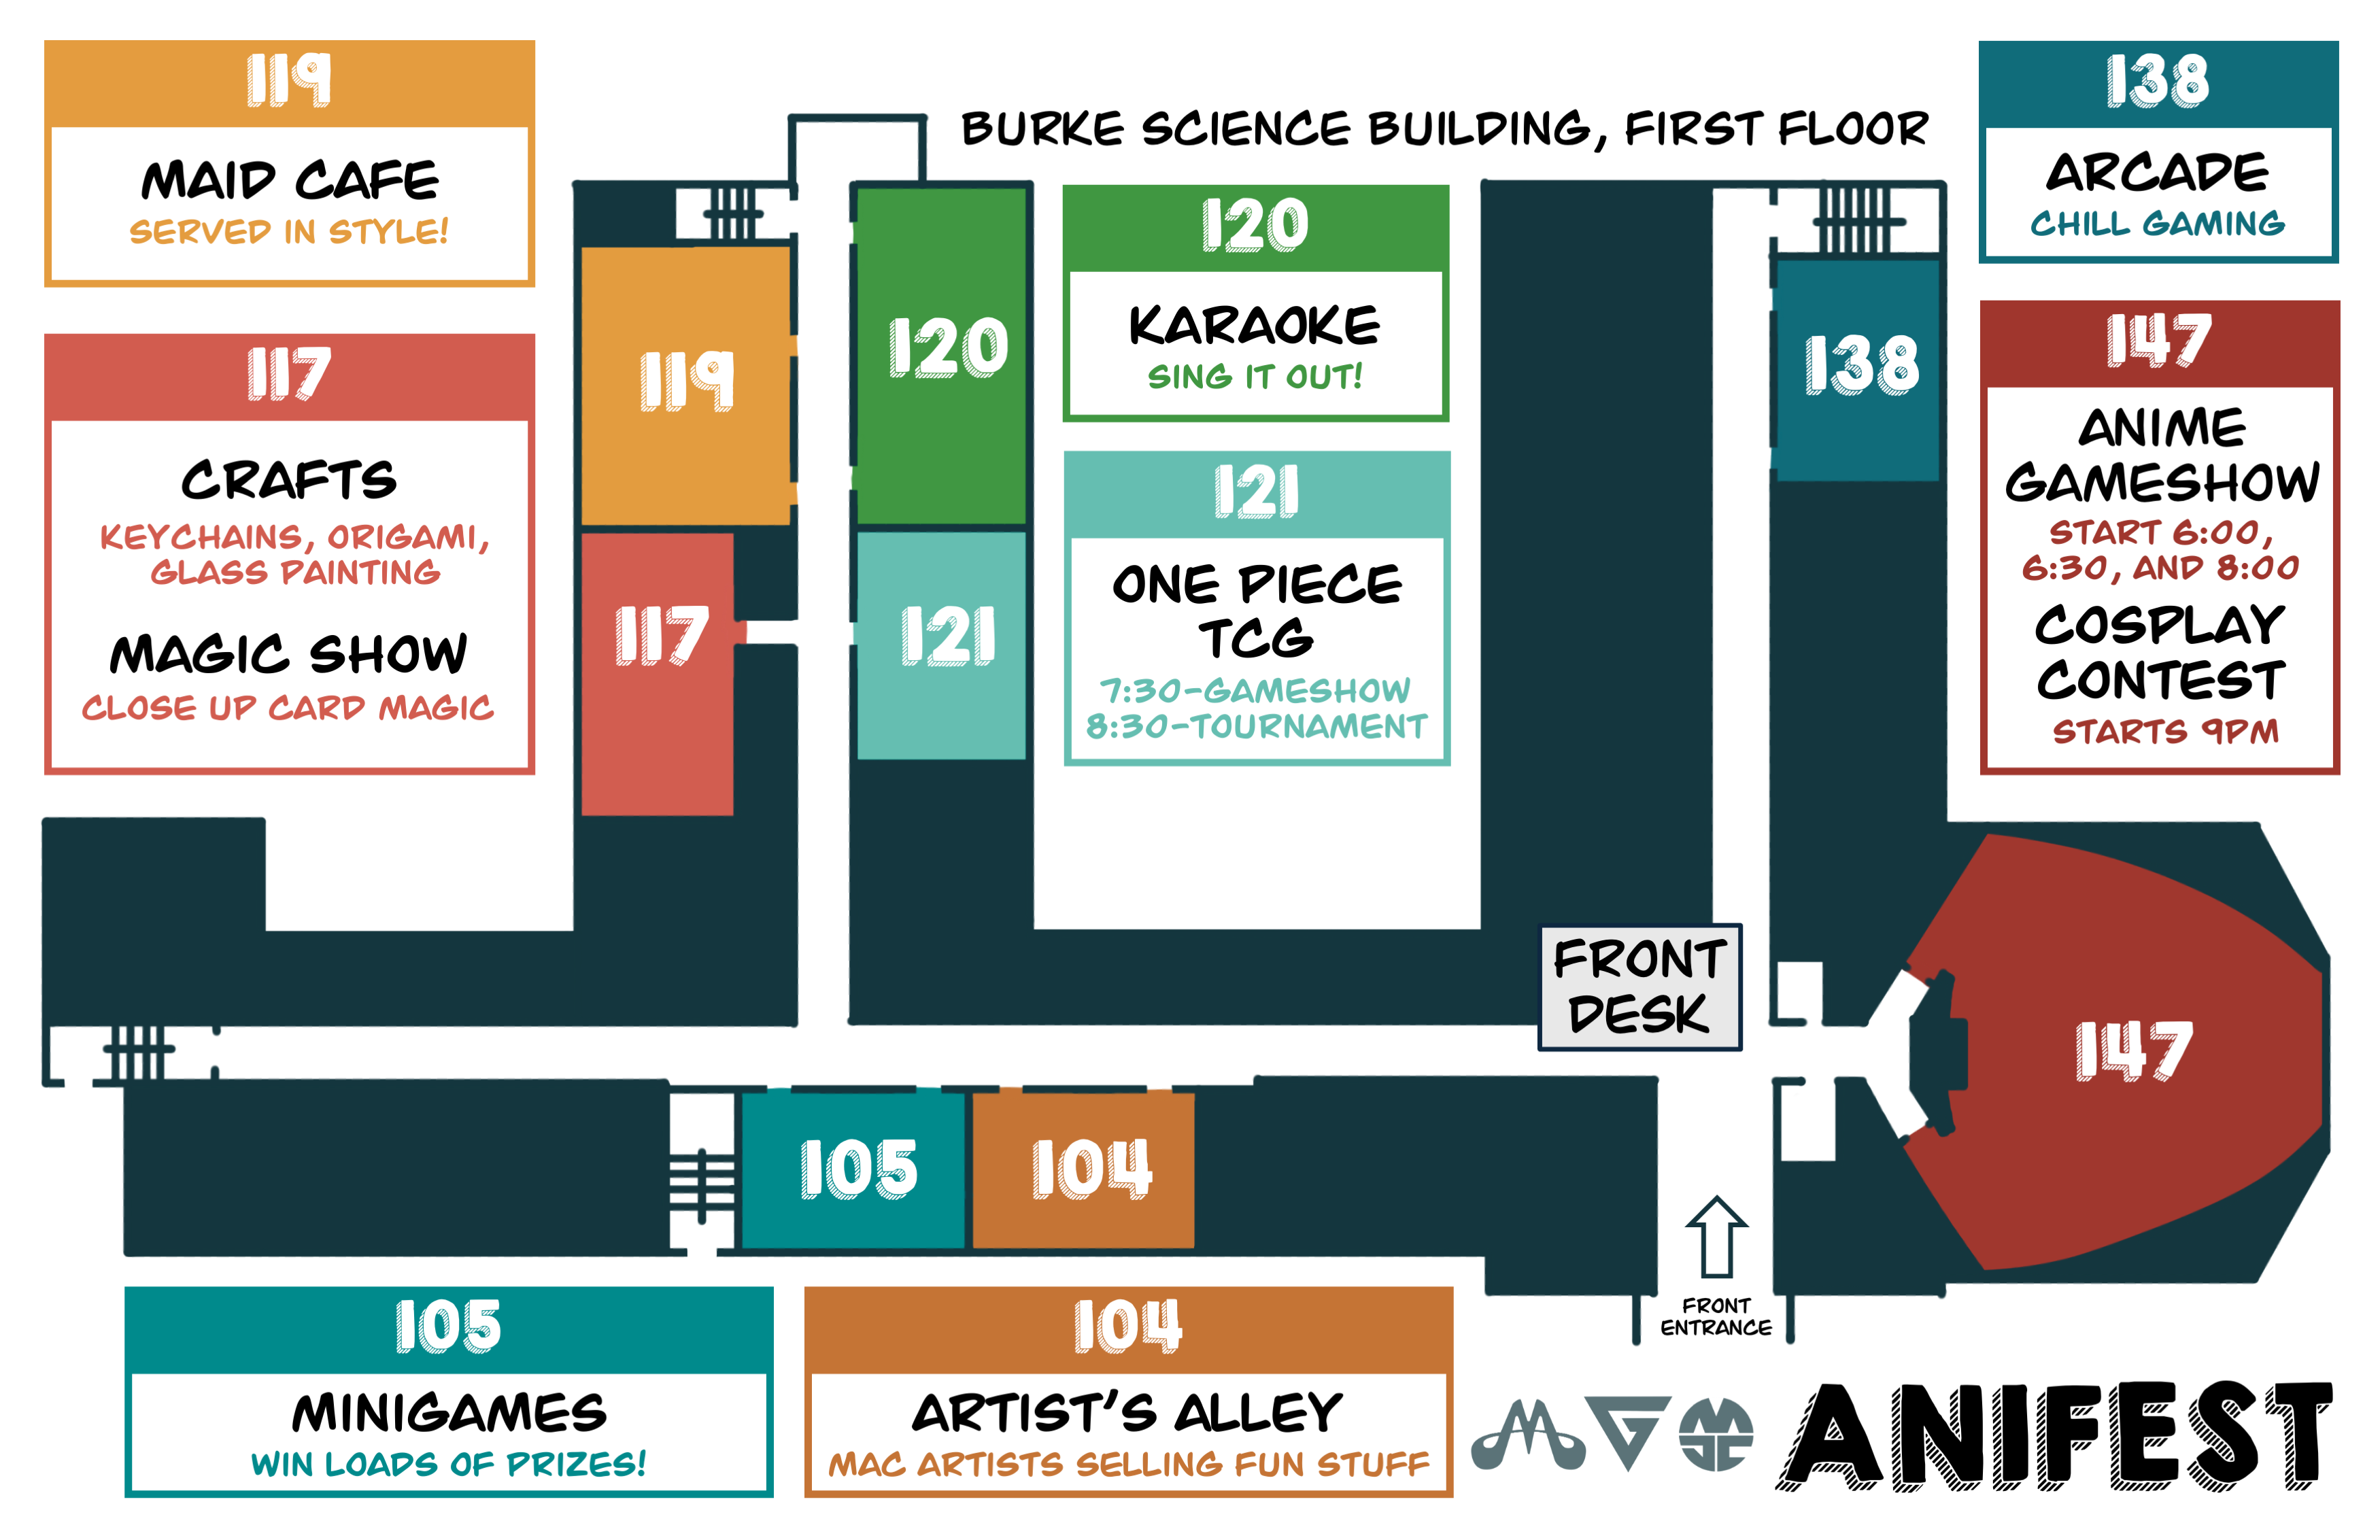 119
MAID CAFE
SERVED IN STYLE!
117
CRAFTS
KEYCHAINS, ORIGAMI,
GLASS PAINTING
MAGIC SHOW
CLOSE UP CARD MAGIC
BURKE SCIENCE BUILDING, FIRST FLOOR
120
KARAOKE
SING IT OUT!
121
ONE PIECE
TCG
7:30-GAMESHOW
8:30-TOURNAMENT
138
ARCADE
CHILL GAMING
147
ANIME
GAMESHOW
START 6:00,
6:30, AND 8:00
COSPLAY
CONTEST
STARTS 9PM
119
120
117
121
138
FRONT
DESK
147
105
104
FRONT
ENTRANCE
105
MINIGAMES
WIN LOADS OF PRIZES!
104
ARTIST'S ALLEY
MAC ARTISTS SELLING FUN STUFF
ANIFEST